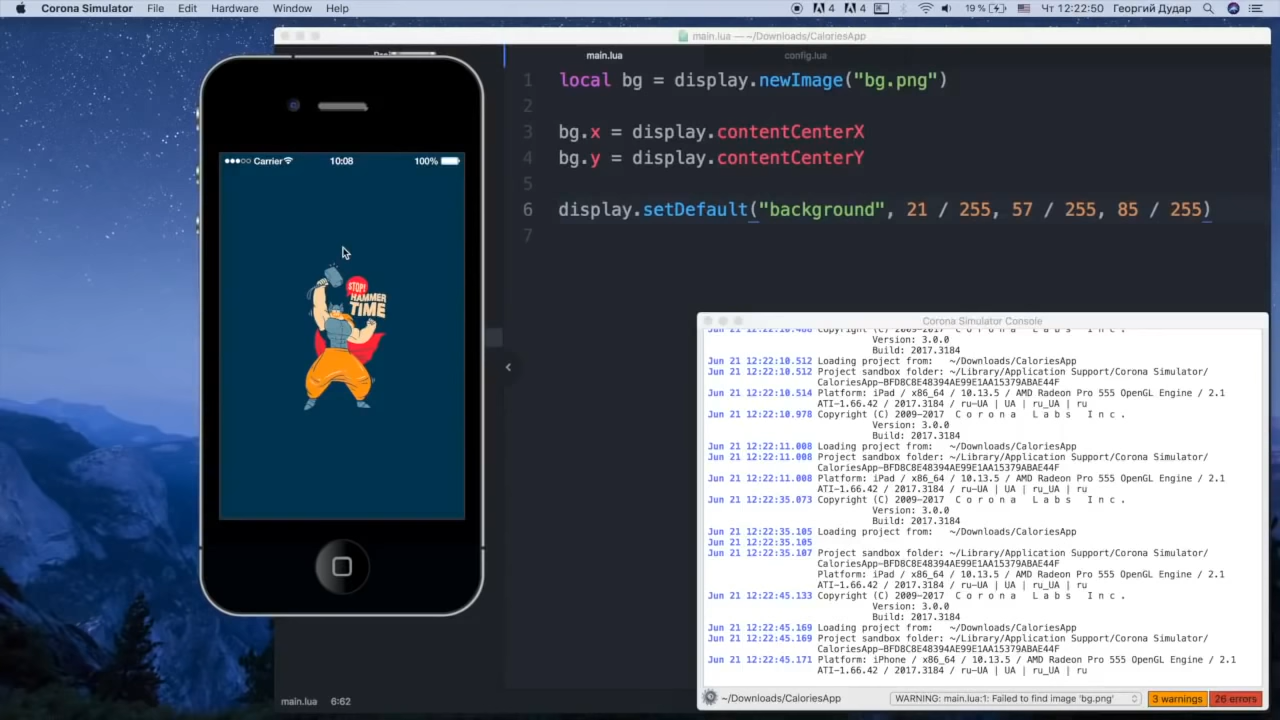 Corona Simulator File Edit Hardware Window Help 4 4 19% Чт 12:22:50 Георгий Дудар
main.lua — ~/Downloads/CaloriesApp
main.lua config.lua
1 local bg = display.newImage("bg.png")
2
3 bg.x = display.contentCenterX
4 bg.y = display.contentCenterY
5
6 display.setDefault("background", 21 / 255, 57 / 255, 85 / 255)
7
Carrier 10:08 100%
STOP!
HAMMER
TIME
Corona Simulator Console
Jun 21 12:22:10.486 Copyright (C) 2009-2017 C o r o n a L a b s I n c .
Version: 3.0.0
Build: 2017.3184
Jun 21 12:22:10.512 Loading project from: ~/Downloads/CaloriesApp
Jun 21 12:22:10.512 Project sandbox folder: ~/Library/Application Support/Corona Simulator/
CaloriesApp-BFD8C8E48394AE99E1AA15379ABAE44F
Jun 21 12:22:10.514 Platform: iPad / x86_64 / 10.13.5 / AMD Radeon Pro 555 OpenGL Engine / 2.1
ATI-1.66.42 / 2017.3184 / ru-UA | UA | ru_UA | ru
Jun 21 12:22:10.978 Copyright (C) 2009-2017 C o r o n a L a b s I n c .
Version: 3.0.0
Build: 2017.3184
Jun 21 12:22:11.008 Loading project from: ~/Downloads/CaloriesApp
Jun 21 12:22:11.008 Project sandbox folder: ~/Library/Application Support/Corona Simulator/
CaloriesApp-BFD8C8E48394AE99E1AA15379ABAE44F
Jun 21 12:22:11.008 Platform: iPad / x86_64 / 10.13.5 / AMD Radeon Pro 555 OpenGL Engine / 2.1
ATI-1.66.42 / 2017.3184 / ru-UA | UA | ru_UA | ru
Jun 21 12:22:35.073 Copyright (C) 2009-2017 C o r o n a L a b s I n c .
Version: 3.0.0
Build: 2017.3184
Jun 21 12:22:35.105 Loading project from: ~/Downloads/CaloriesApp
Jun 21 12:22:35.105
Jun 21 12:22:35.107 Project sandbox folder: ~/Library/Application Support/Corona Simulator/
CaloriesApp-BFD8C8E48394AE99E1AA15379ABAE44F
Platform: iPad / x86_64 / 10.13.5 / AMD Radeon Pro 555 OpenGL Engine / 2.1
ATI-1.66.42 / 2017.3184 / ru-UA | UA | ru_UA | ru
Jun 21 12:22:45.133 Copyright (C) 2009-2017 C o r o n a L a b s I n c .
Version: 3.0.0
Build: 2017.3184
Jun 21 12:22:45.169 Loading project from: ~/Downloads/CaloriesApp
Jun 21 12:22:45.169 Project sandbox folder: ~/Library/Application Support/Corona Simulator/
CaloriesApp-BFD8C8E48394AE99E1AA15379ABAE44F
Jun 21 12:22:45.171 Platform: iPhone / x86_64 / 10.13.5 / AMD Radeon Pro 555 OpenGL Engine / 2.1
ATI-1.66.42 / 2017.3184 / ru-UA | UA | ru_UA | ru
~/Downloads/CaloriesApp WARNING: main.lua:1: Failed to find image 'bg.png' 3 warnings 26 errors
main.lua 6:62